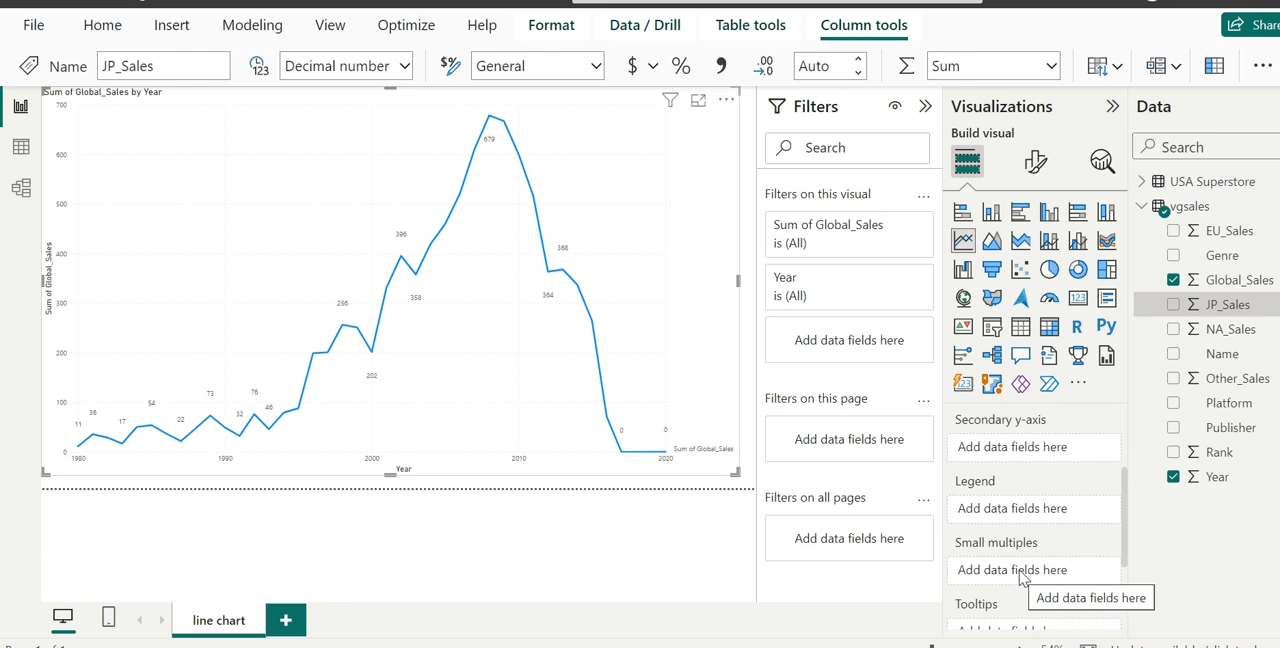 File Home Insert Modeling View Optimize Help Format Data / Drill Table tools Column tools Share
Name JP_Sales Decimal number General $ % .00 Auto Sum
Sum of Global_Sales by Year
700
600
500
400
300
200
100
0
Sum of Global_Sales
11 36 17 54 22 73 32 76 46 256 202 396 358 679 364 368 0 0
Sum of Global_Sales
1980 1990 2000 2010 2020
Year
line chart
Filters
Search
Filters on this visual
Sum of Global_Sales
is (All)
Year
is (All)
Add data fields here
Filters on this page
Add data fields here
Filters on all pages
Add data fields here
Visualizations
Build visual
123
R Py
123
Secondary y-axis
Add data fields here
Legend
Add data fields here
Small multiples
Add data fields here
Add data fields here
Tooltips
Data
Search
USA Superstore
vgsales
EU_Sales
Genre
Global_Sales
JP_Sales
NA_Sales
Name
Other_Sales
Platform
Publisher
Rank
Year